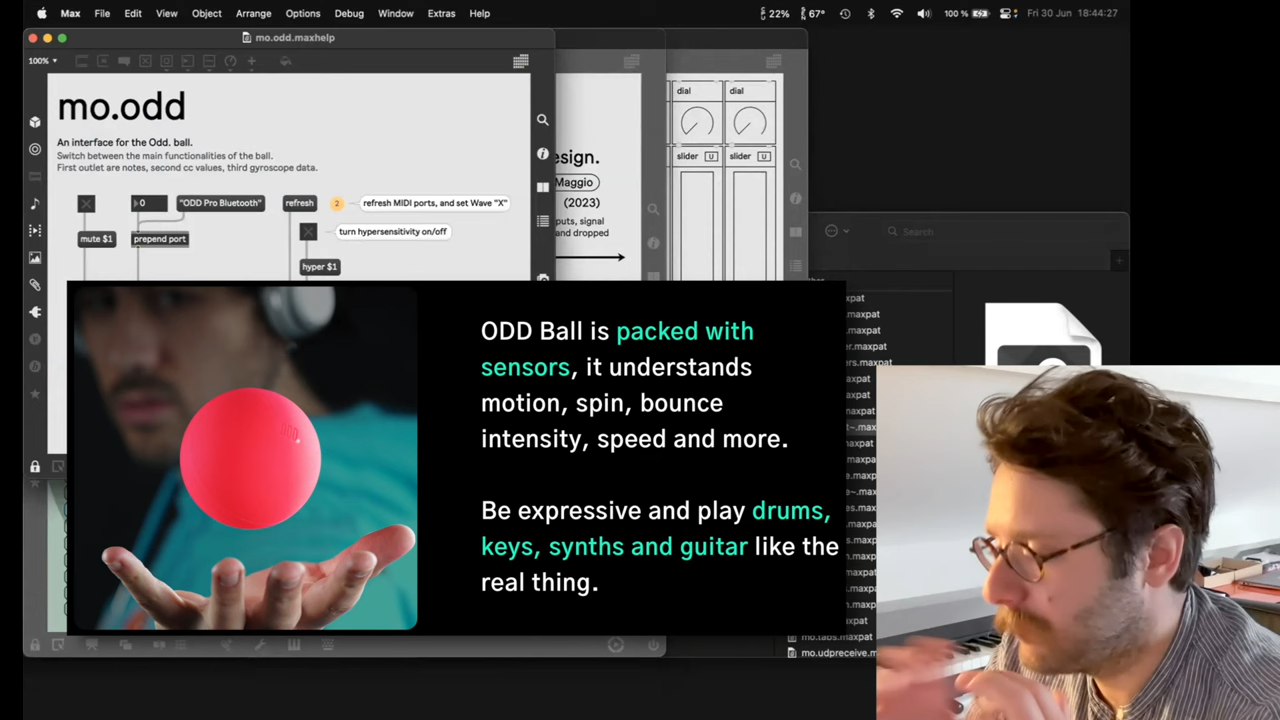 Max File Edit View Object Arrange Options Debug Window Extras Help
22% 67° 100 % Fri 30 Jun 18:44:27
mo.odd.maxhelp
100%
mo.odd
An interface for the Odd. ball.
Switch between the main functionalities of the ball.
First outlet are notes, second cc values, third gyroscope data.
0 "ODD Pro Bluetooth" refresh 2 refresh MIDI ports, and set Wave "X"
mute $1 prepend port turn hypersensitivity on/off
hyper $1
esign.
Maggio
(2023)
puts, signal
and dropped
dial dial
slider U slider U
Search
xpat
.maxpat
.maxpat
er.maxpat
ODD Ball is packed with
sensors, it understands
motion, spin, bounce
intensity, speed and more.
Be expressive and play drums,
keys, synths and guitar like the
real thing.
ODD
mo.tabs.maxpat
mo.udpreceive.m